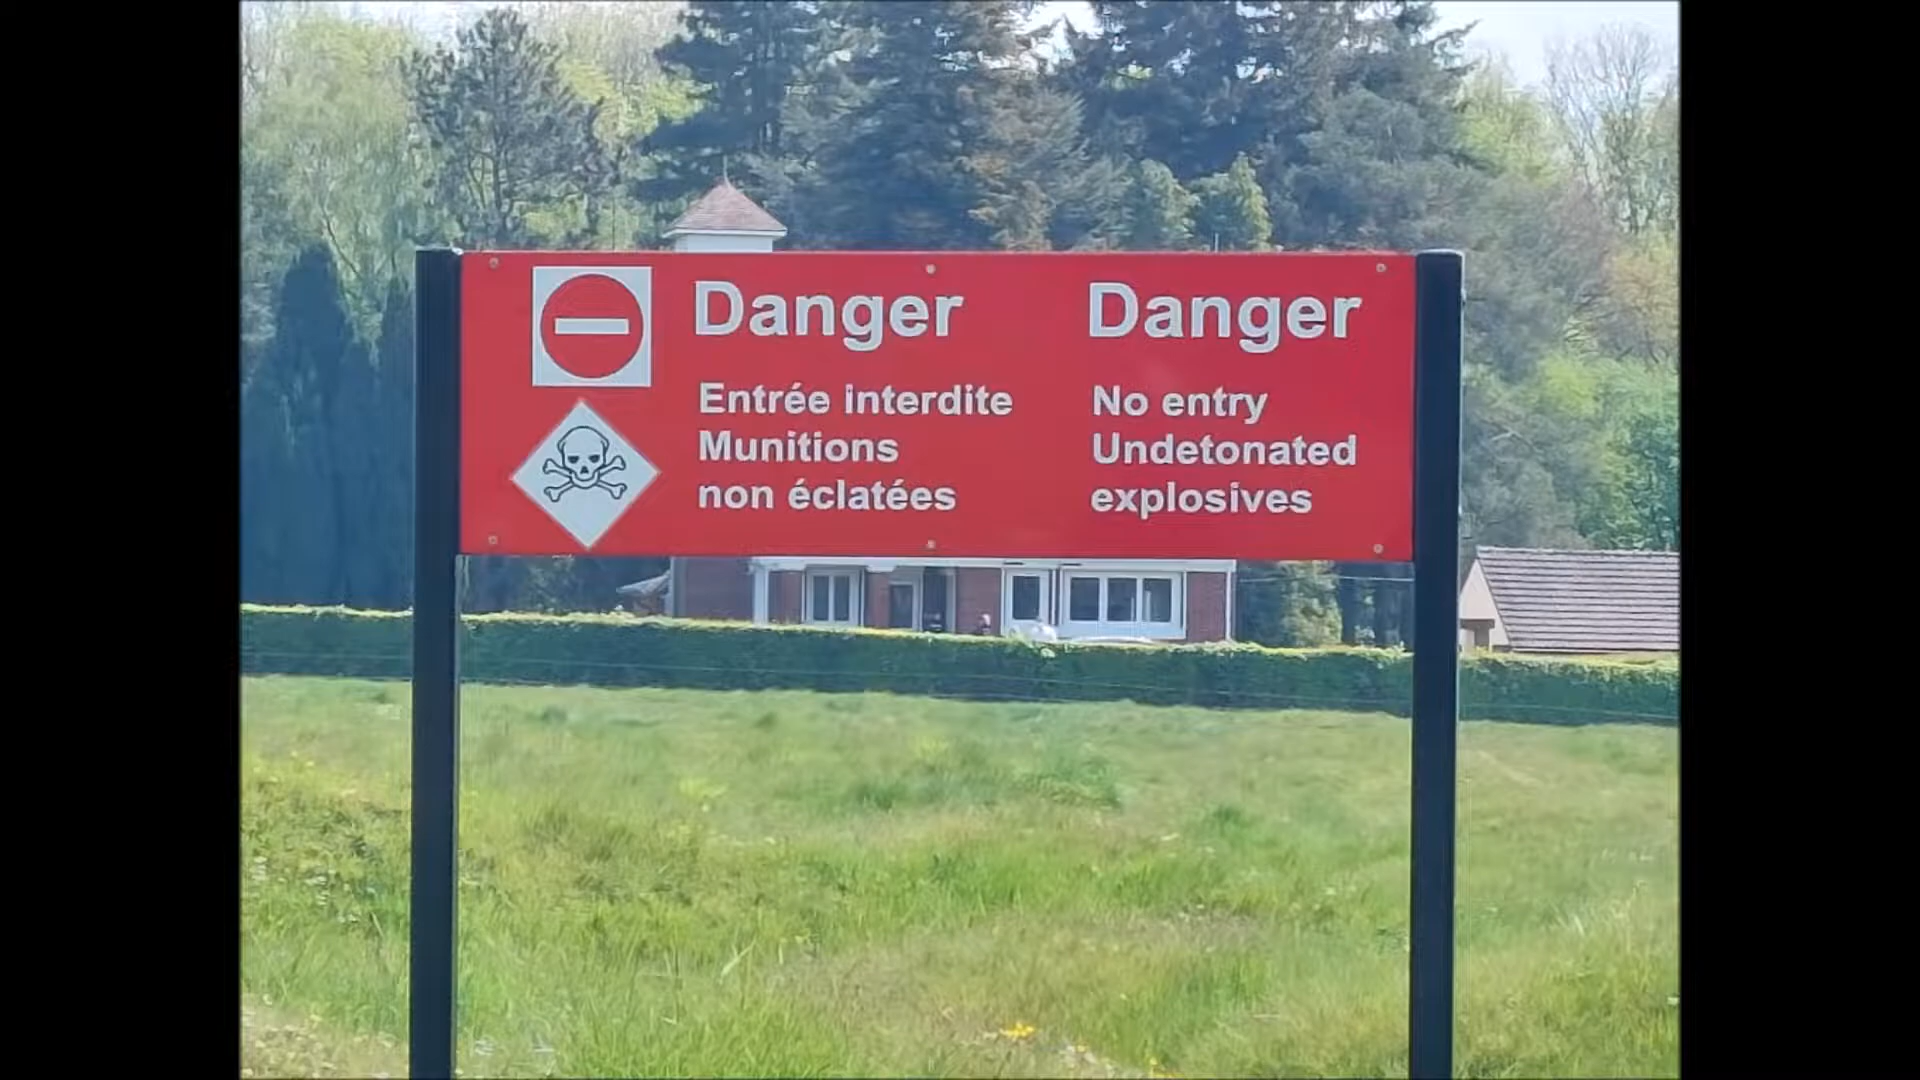 Danger
Entrée interdite
Munitions
non éclatées
Danger
No entry
Undetonated
explosives